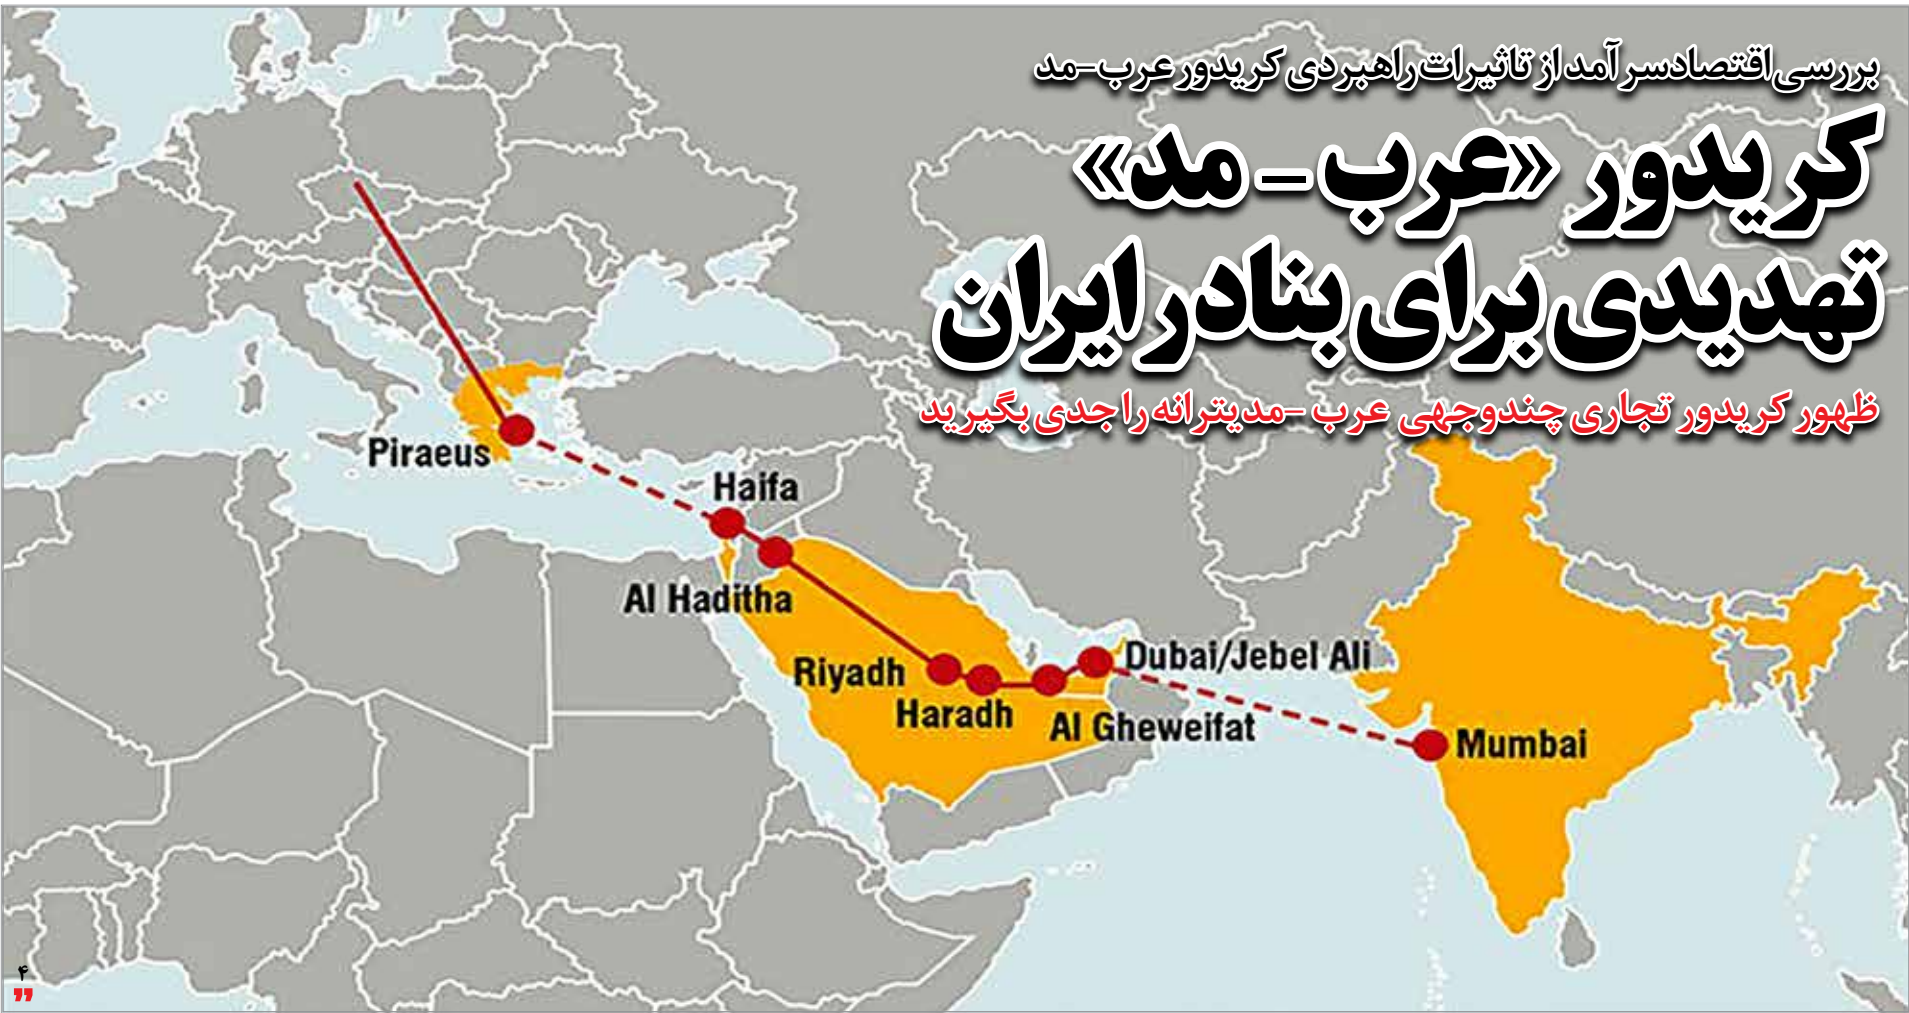 بررسی اقتصادسرآمد از تاثیرات راهبردی کریدور عرب-مد
کریدور «عرب - مد»
تهدیدی برای بنادر ایران
ظهور کریدور تجاری چندوجهی عرب -مدیترانه را جدی بگیرید
Piraeus
Haifa
Al Haditha
Dubai/Jebel Ali
Riyadh
Haradh
Al Gheweifat
Mumbai
۴